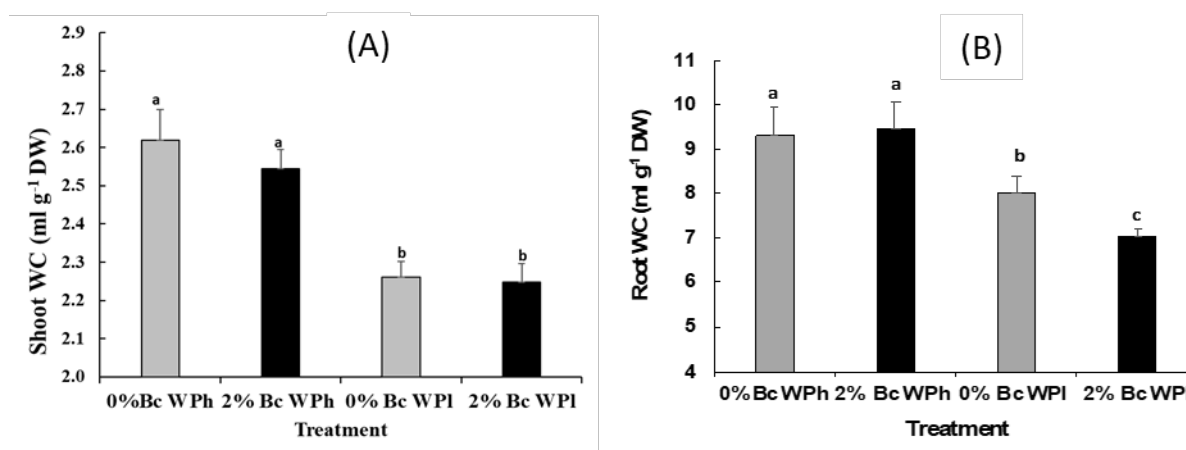 (A)
Shoot WC (ml g⁻¹ DW)
2.9
2.8
2.7
2.6
2.5
2.4
2.3
2.2
2.1
2.0
a
a
b
b
0%Bc WPh 2% Bc WPh 0% Bc WPl 2% Bc WPl
Treatment
(B)
Root WC (ml g⁻¹ DW)
11
10
9
8
7
6
5
4
a
a
b
c
0%Bc WPh 2% Bc WPh 0% Bc WPl 2% Bc WPl
Treatment